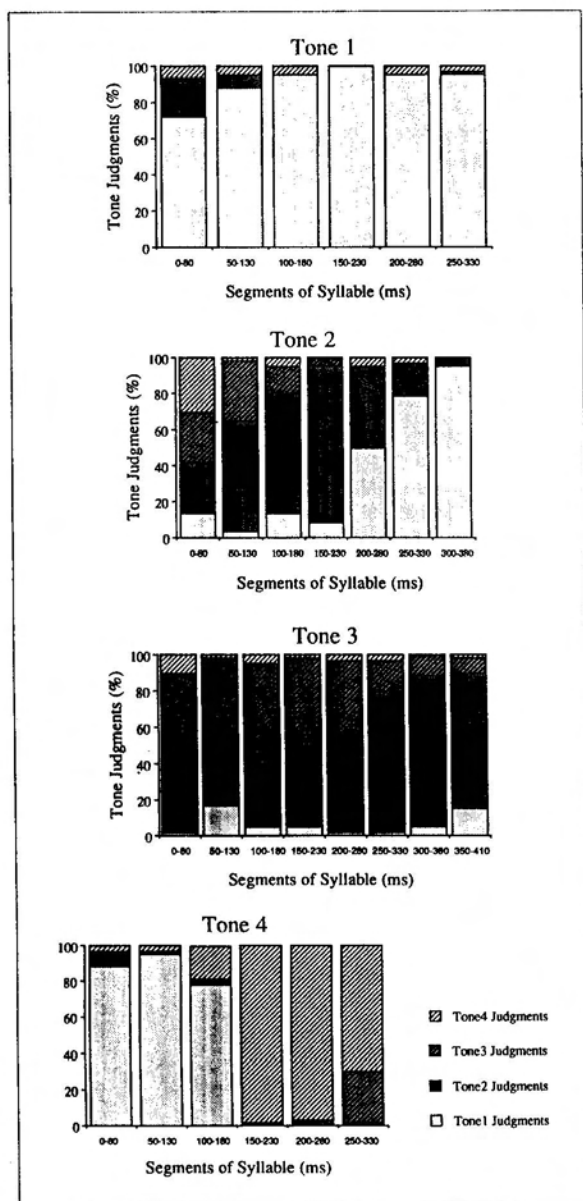 Tone 1
Tone Judgments (%)
100
80
60
40
20
0
0-80 50-130 100-180 150-230 200-280 250-330
Segments of Syllable (ms)
Tone 2
Tone Judgments (%)
100
80
60
40
20
0
0-80 50-130 100-180 150-230 200-280 250-330 300-380
Segments of Syllable (ms)
Tone 3
Tone Judgments (%)
100
80
60
40
20
0
0-80 50-130 100-180 150-230 200-280 250-330 300-380 350-410
Segments of Syllable (ms)
Tone 4
Tone Judgments (%)
100
80
60
40
20
0
0-80 50-130 100-180 150-230 200-280 250-330
Segments of Syllable (ms)
Tone4 Judgments
Tone3 Judgments
Tone2 Judgments
Tone1 Judgments